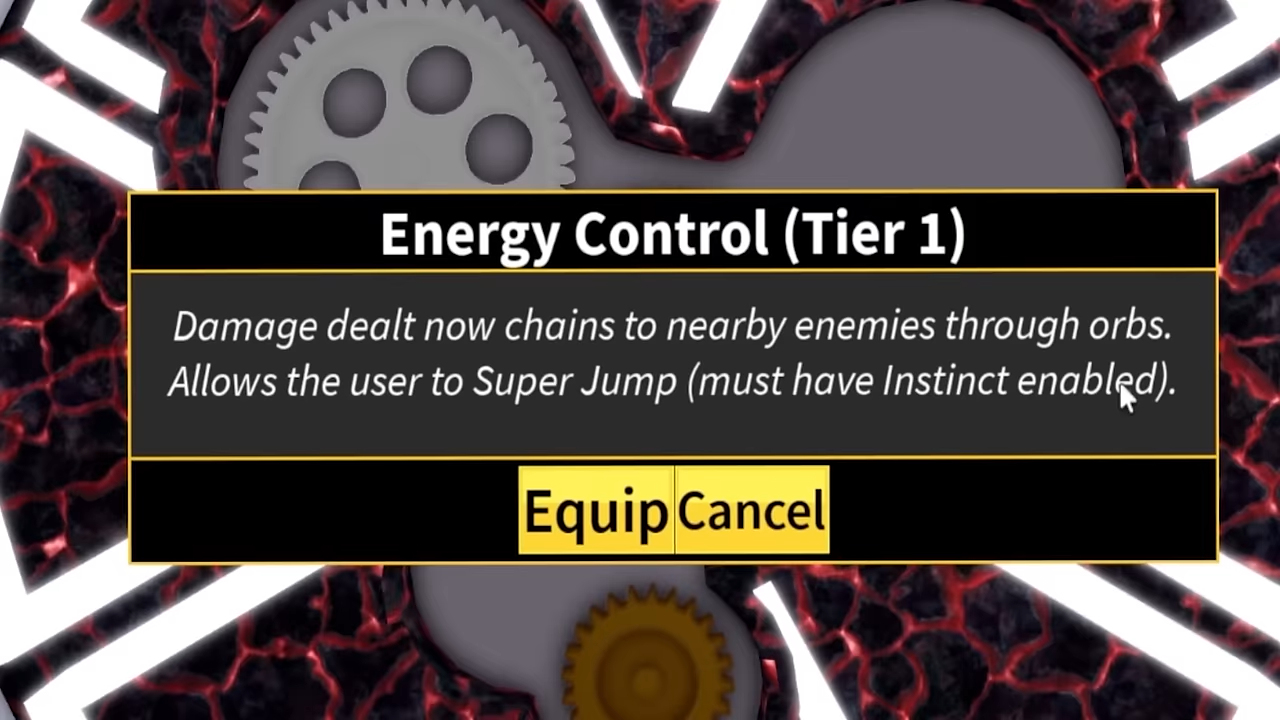 Energy Control (Tier 1)
Damage dealt now chains to nearby enemies through orbs.
Allows the user to Super Jump (must have Instinct enabled).
Equip Cancel